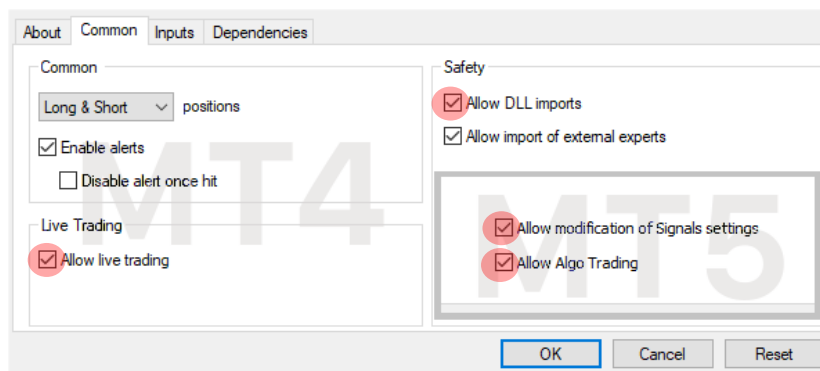 About Common Inputs Dependencies
Common
Long & Short positions
Enable alerts
Disable alert once hit
MT4
Live Trading
Allow live trading
Safety
Allow DLL imports
Allow import of external experts
MT5
Allow modification of Signals settings
Allow Algo Trading
OK Cancel Reset